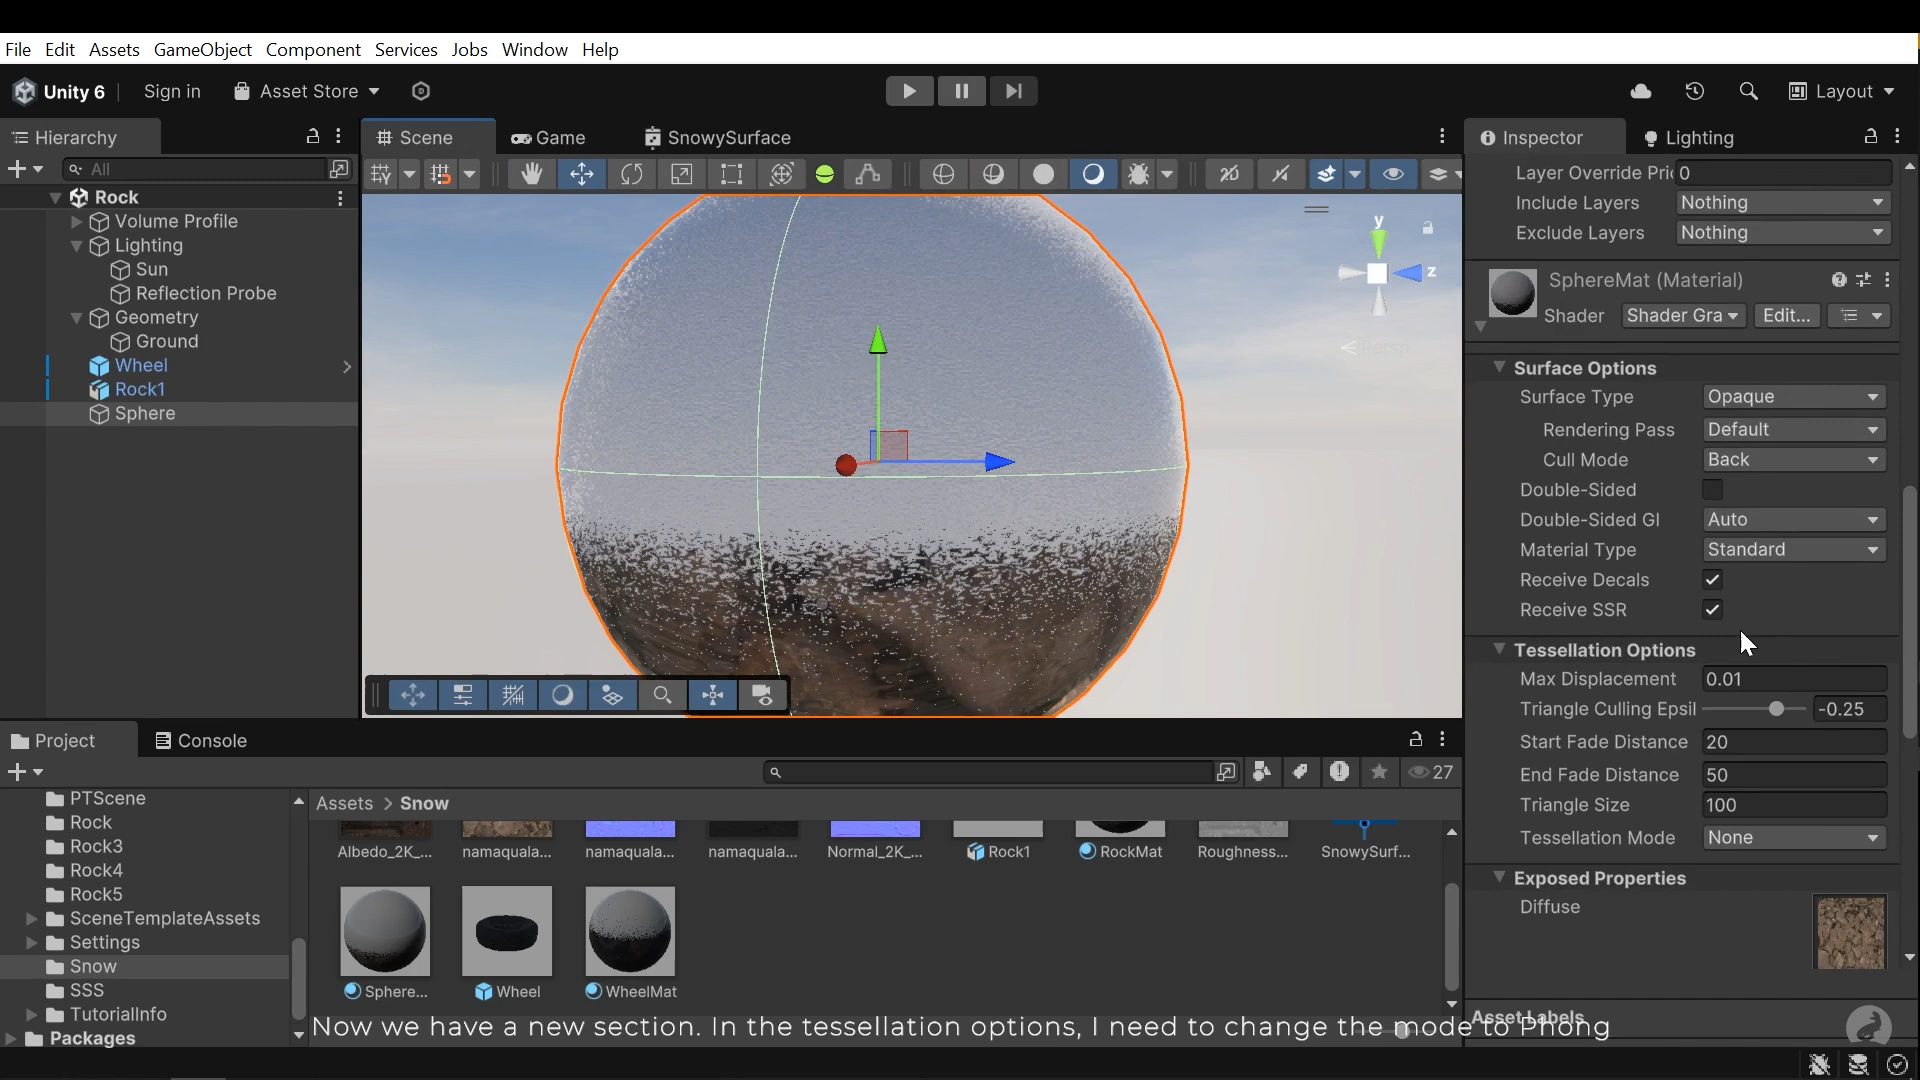 File Edit Assets GameObject Component Services Jobs Window Help
Unity 6 Sign in Asset Store Layout
Hierarchy Scene Game SnowySurface Inspector Lighting
All
Rock
Volume Profile
Lighting
Sun
Reflection Probe
Geometry
Ground
Wheel
Rock1
Sphere
2D
y
z
Persp
Layer Override Pri 0
Include Layers Nothing
Exclude Layers Nothing
SphereMat (Material)
Shader Shader Gra Edit...
Surface Options
Surface Type Opaque
Rendering Pass Default
Cull Mode Back
Double-Sided
Double-Sided GI Auto
Material Type Standard
Receive Decals
Receive SSR
Tessellation Options
Max Displacement 0.01
Triangle Culling Epsil -0.25
Start Fade Distance 20
End Fade Distance 50
Triangle Size 100
Tessellation Mode None
Exposed Properties
Diffuse
Asset Labels
Project Console
27
PTScene
Rock
Rock3
Rock4
Rock5
SceneTemplateAssets
Settings
Snow
SSS
TutorialInfo
Packages
Assets > Snow
Albedo_2K_... namaquala... namaquala... namaquala... Normal_2K_... Rock1 RockMat Roughness... SnowySurf...
Sphere... Wheel WheelMat
Now we have a new section. In the tessellation options, I need to change the mode to Phong